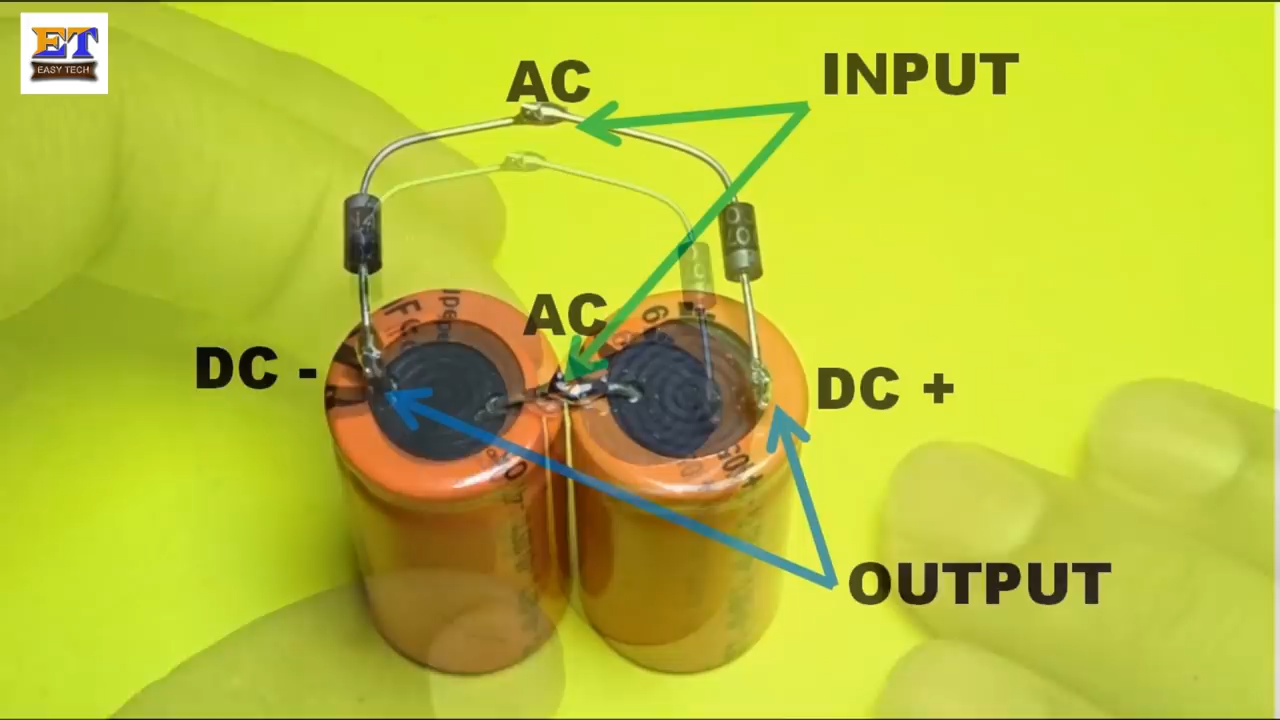 ET
EASY TECH
AC
INPUT
AC
DC -
DC +
OUTPUT